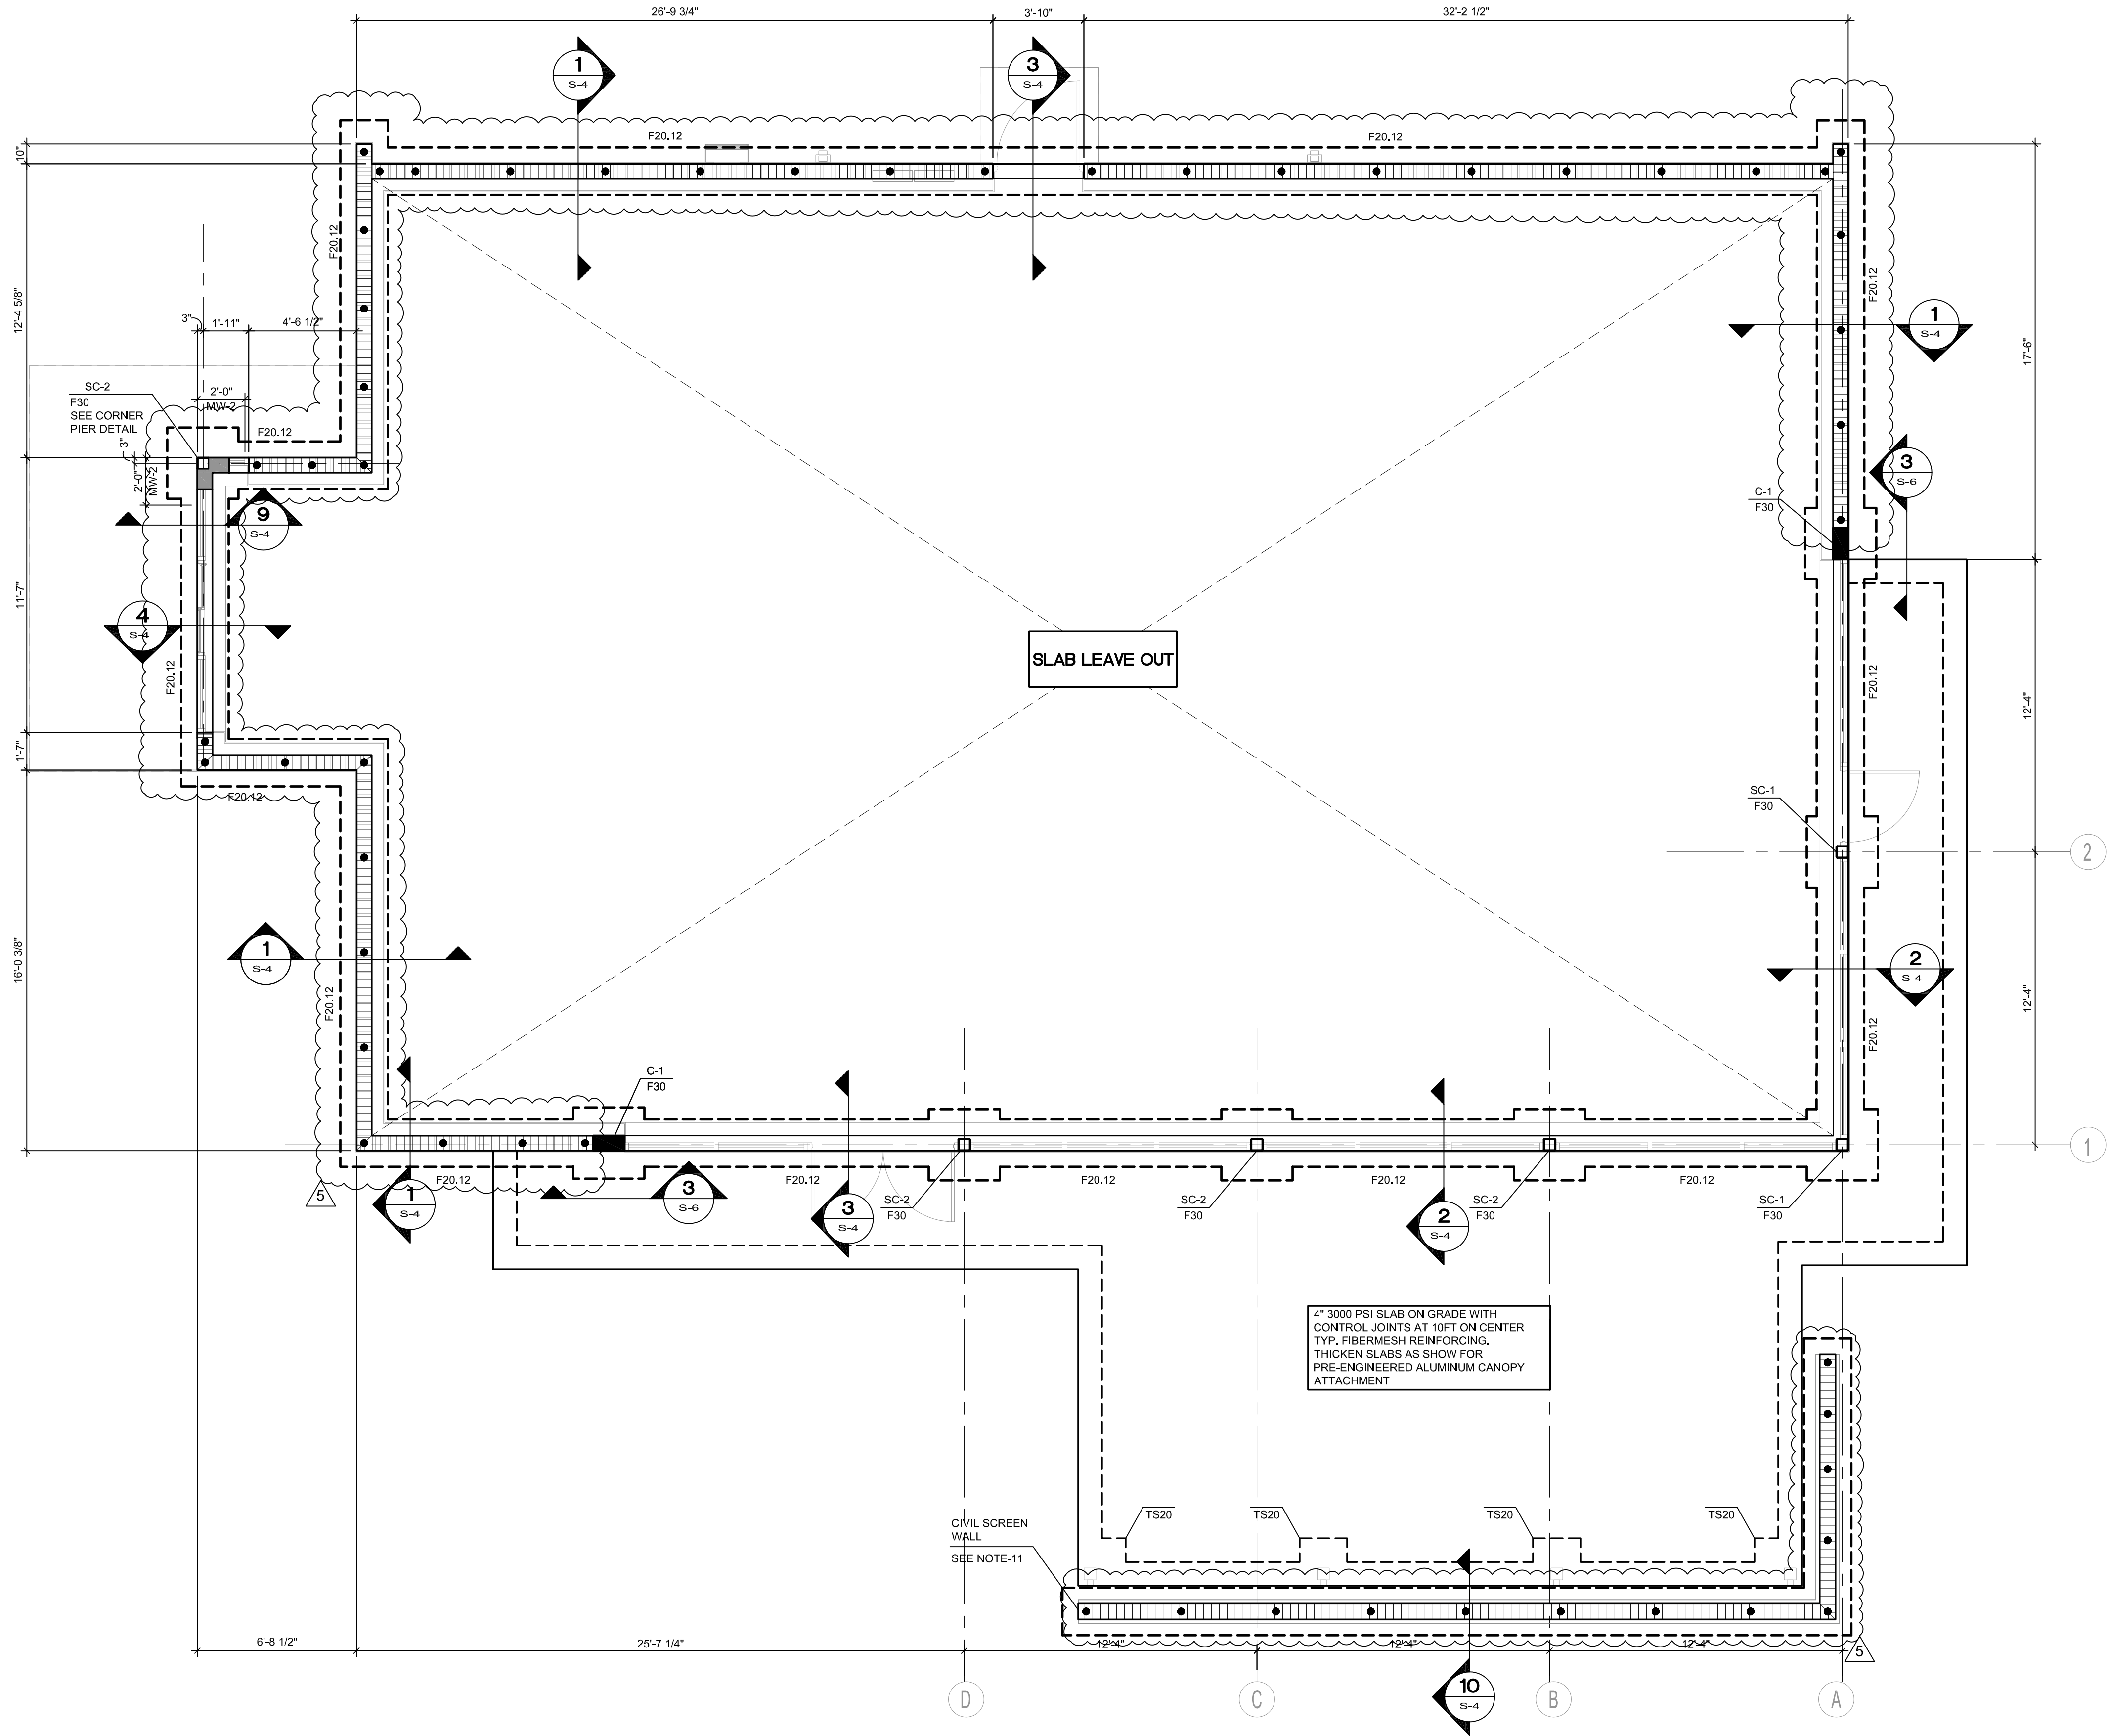 26'-9 3/4"
3'-10"
32'-2 1/2"
1
S-4
3
S-4
F20.12
F20.12
10"
12'-4 5/8"
F20.12
F20.12
1
S-4
17'-6"
3"
1'-11"
4'-6 1/2"
SC-2
F30
SEE CORNER
PIER DETAIL
2'-0"
MW-2
F20.12
3"
2'-0"
MW-2
9
S-4
C-1
F30
3
S-6
11'-7"
4
S-4
F20.12
SLAB LEAVE OUT
F20.12
12'-4"
1'-7"
F20.12
SC-1
F30
2
16'-0 3/8"
1
S-4
F20.12
2
S-4
12'-4"
F20.12
C-1
F30
1
5
1
S-4
F20.12
3
S-6
F20.12
3
S-4
SC-2
F30
F20.12
SC-2
F30
F20.12
2
S-4
SC-2
F30
F20.12
SC-1
F30
4" 3000 PSI SLAB ON GRADE WITH
CONTROL JOINTS AT 10FT ON CENTER
TYP. FIBERMESH REINFORCING.
THICKEN SLABS AS SHOW FOR
PRE-ENGINEERED ALUMINUM CANOPY
ATTACHMENT
TS20
TS20
TS20
TS20
CIVIL SCREEN
WALL
SEE NOTE-11
6'-8 1/2"
25'-7 1/4"
12'-4"
12'-4"
12'-4"
5
D
C
B
A
10
S-4